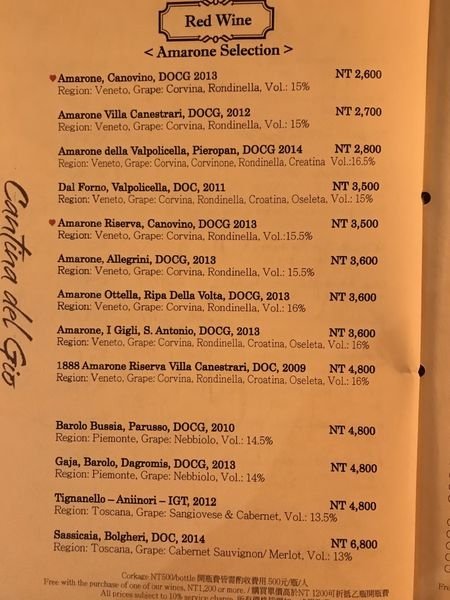 Red Wine
< Amarone Selection >
Amarone, Canovino, DOCG 2013 NT 2,600
Region: Veneto, Grape: Corvina, Rondinella, Vol.: 15%
Amarone Villa Canestrari, DOCG, 2012 NT 2,700
Region: Veneto, Grape: Corvina, Rondinella, Vol.: 15%
Amarone della Valpolicella, Pieropan, DOCG 2014 NT 2,800
Region: Veneto, Grape: Corvina, Corvinone, Rondinella, Creatina Vol.:16.5%
Dal Forno, Valpolicella, DOC, 2011 NT 3,500
Region: Veneto, Grape: Corvina, Rondinella, Croatina, Oseleta, Vol.: 15%
Amarone Riserva, Canovino, DOCG 2013 NT 3,500
Region: Veneto, Grape: Corvina, Rondinella, Vol.:15.5%
Amarone, Allegrini, DOCG, 2013 NT 3,600
Region: Veneto, Grape: Corvina, Rondinella, Vol.: 15.5%
Amarone Ottella, Ripa Della Volta, DOCG, 2013 NT 3,600
Region: Veneto, Grape: Corvina, Rondinella, Vol.: 16%
Amarone, I Gigli, S. Antonio, DOCG, 2013 NT 3,600
Region: Veneto, Grape: Corvina, Rondinella, Croatina, Oseleta, Vol.: 16%
1888 Amarone Riserva Villa Canestrari, DOC, 2009 NT 4,800
Region: Veneto, Grape: Corvina, Rondinella, Croatina, Oseleta, Vol.: 16%
Cantina del Gio
Barolo Bussia, Parusso, DOCG, 2010 NT 4,800
Region: Piemonte, Grape: Nebbiolo, Vol.: 14.5%
Gaja, Barolo, Dagromis, DOCG, 2013 NT 4,800
Region: Piemonte, Grape: Nebbiolo, Vol.: 14%
Tignanello – Aniinori – IGT, 2012 NT 4,800
Region: Toscana, Grape: Sangiovese & Cabernet, Vol.: 13.5%
Sassicaia, Bolgheri, DOC, 2014 NT 6,800
Region: Toscana, Grape: Cabernet Sauvignon/ Merlot, Vol.: 13%
Corkage NT500/bottle 開瓶費皆需酌收費用 500元/瓶/人
Free with the purchase of one of our wines, NT1,200 or more. / 購買單價高於NT 1200可折抵乙瓶開瓶費
All prices subject to 10% service charge.